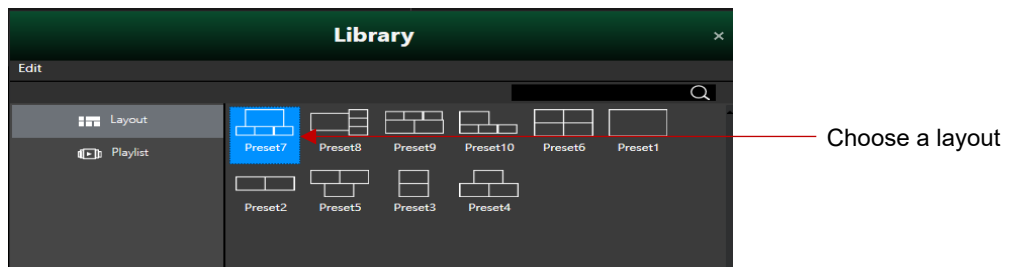 Library
×
Edit
Layout
Playlist
Preset7 Preset8 Preset9 Preset10 Preset6 Preset1
Preset2 Preset5 Preset3 Preset4
Choose a layout